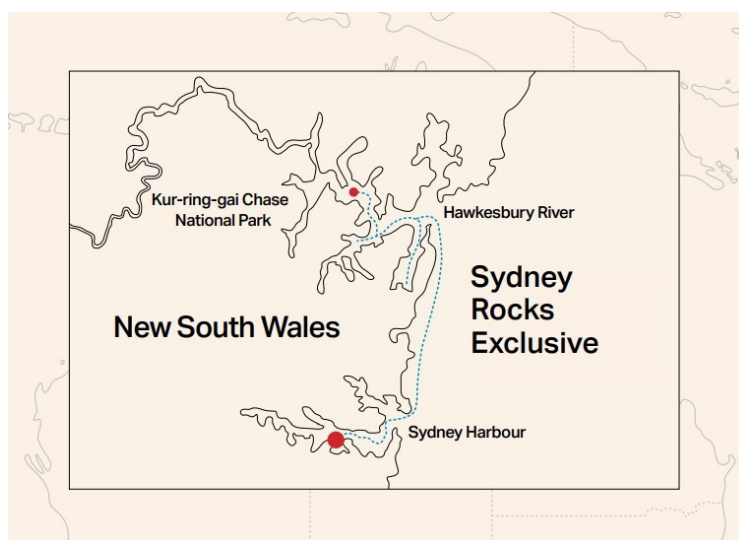 Kur-ring-gai Chase
National Park
Hawkesbury River
Sydney
Rocks
Exclusive
New South Wales
Sydney Harbour